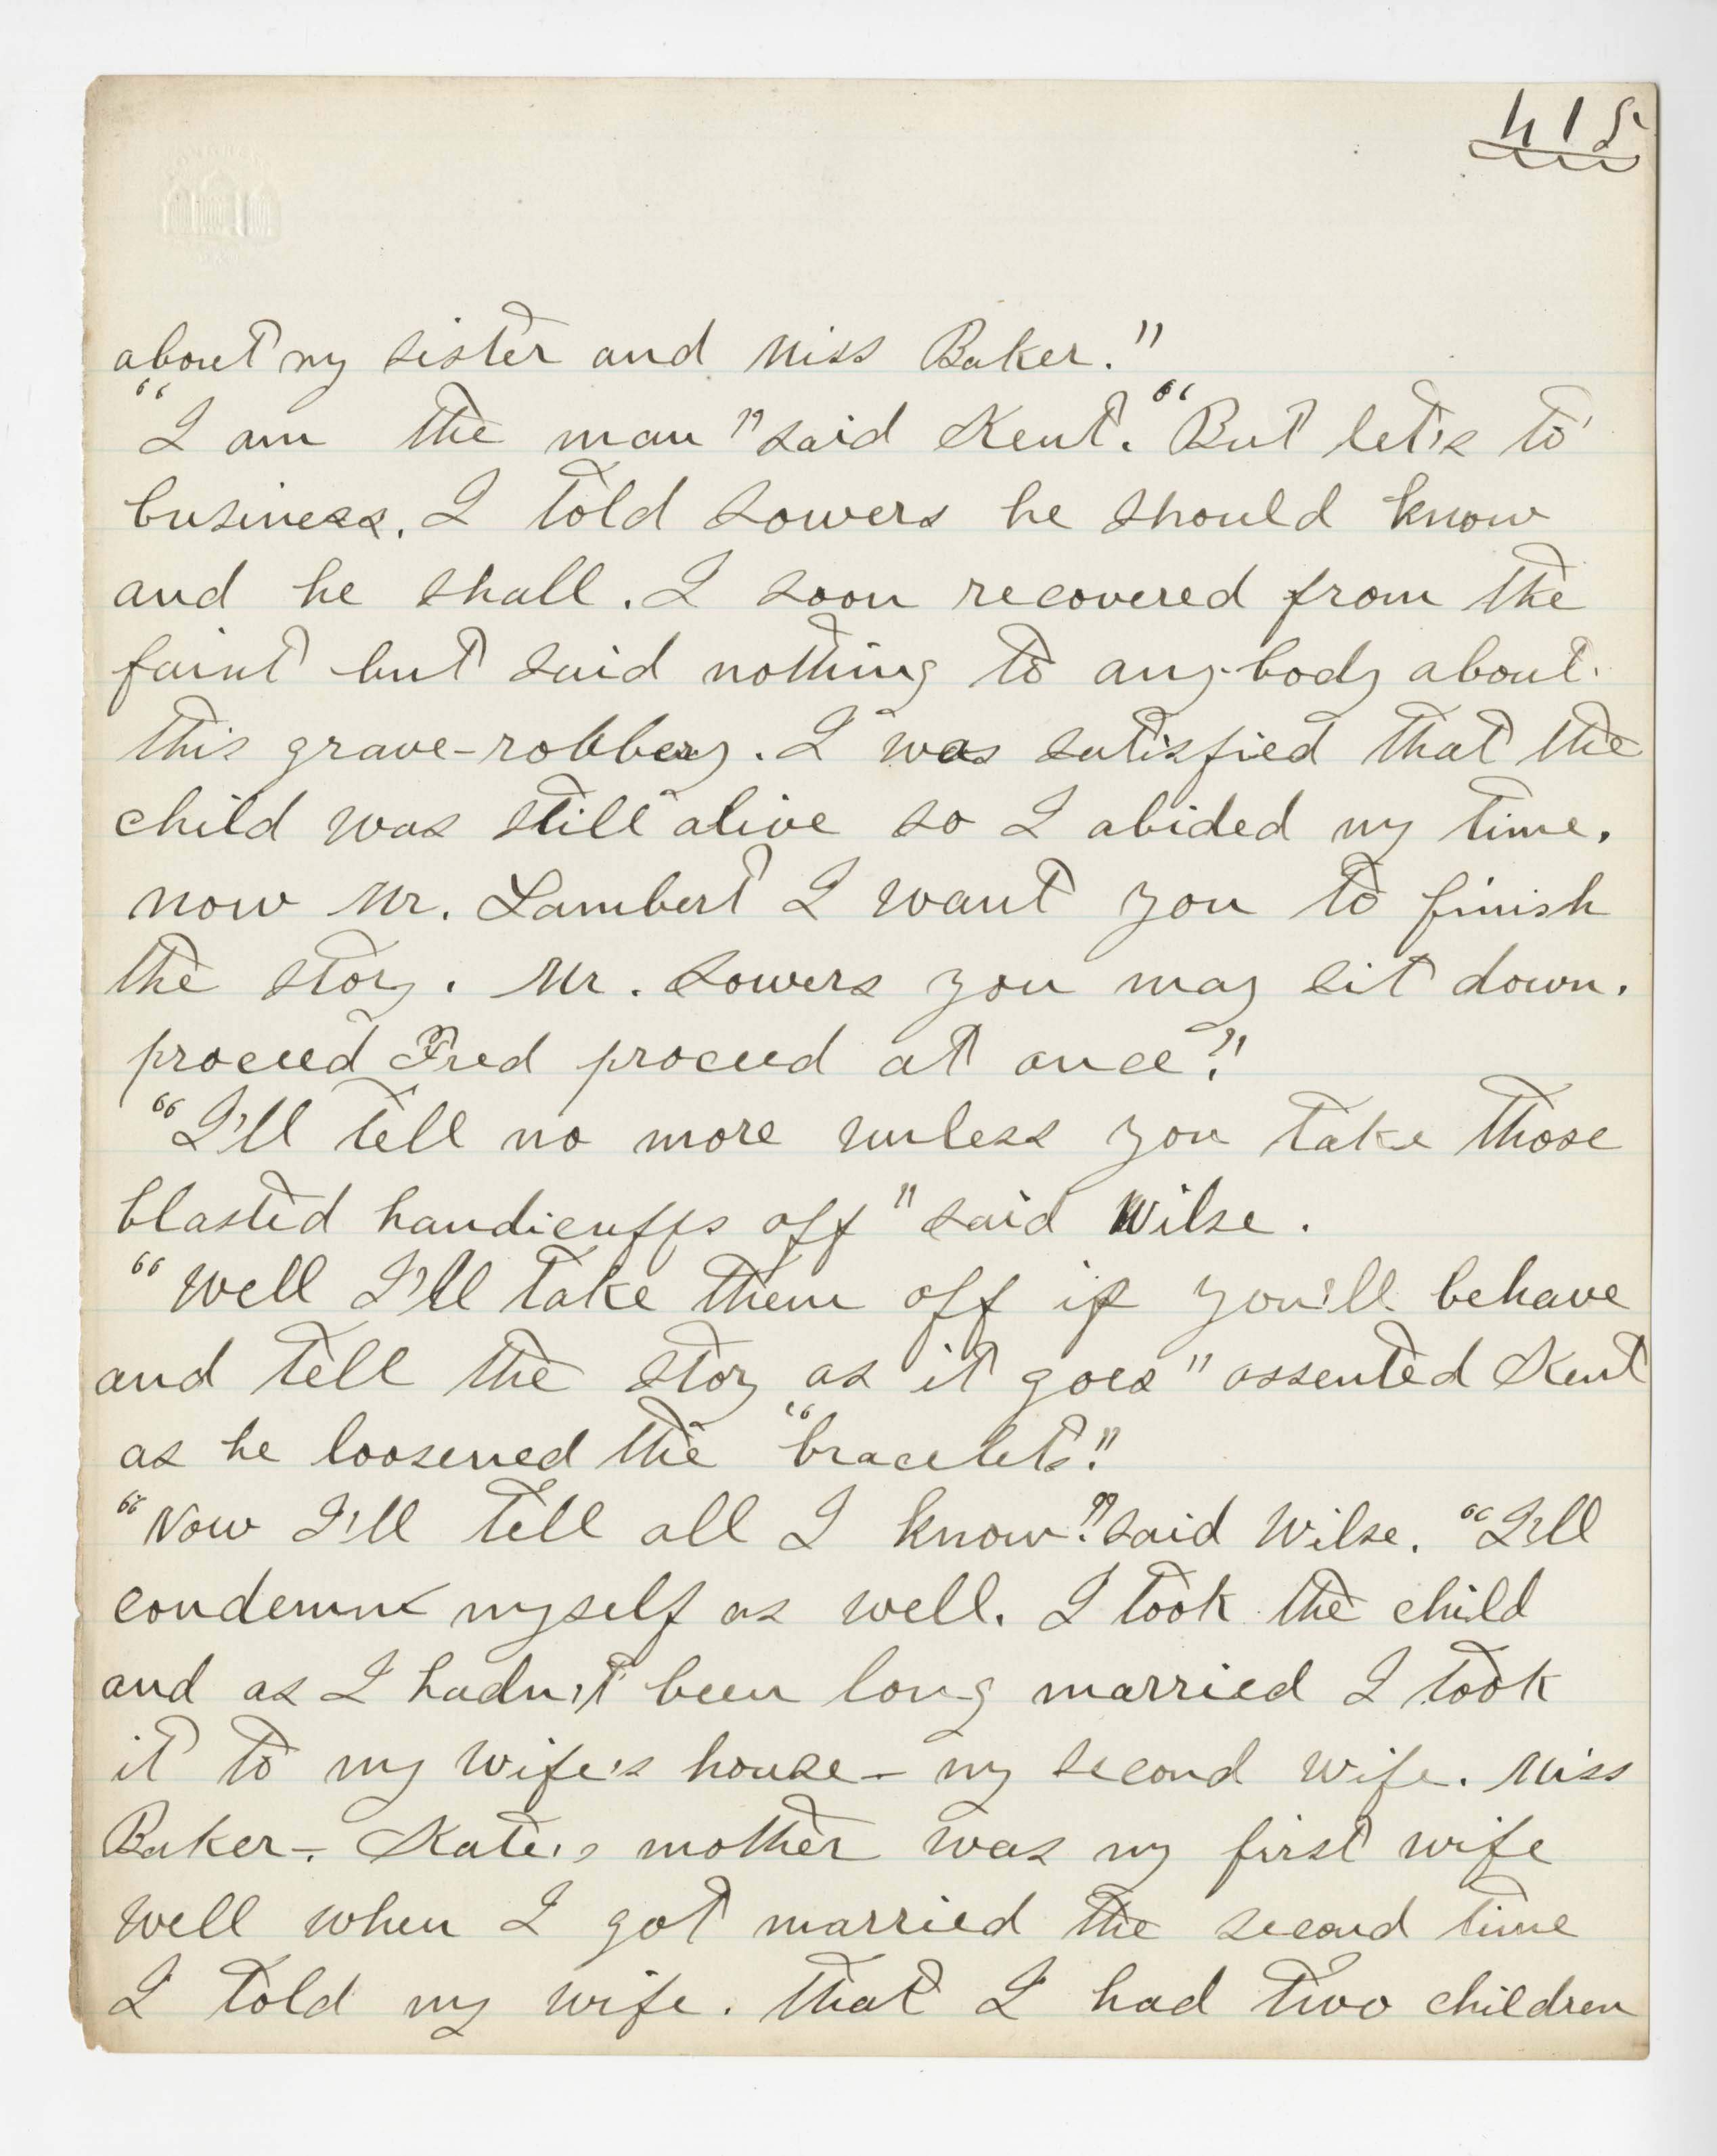 415
CONGRESS
about my sister and Miss Baker."
"I am the man" said Kent. "But let's to
business. I told Sowers he should know
and he shall. I soon recovered from the
faint but said nothing to any-body about
this grave-robbery. I was satisfied that the
child was still alive so I abided my time.
now Mr. Lambert I want you to finish
the story. Mr. Sowers you may sit down.
proceed Fred proceed at once."
"I'll tell no more unless you take those
blasted handicuffs off" said Wilse.
"Well I'll take them off if you'll behave
and tell the story as it goes" assented Kent
as he loosened the "bracelets."
"Now I'll tell all I know." said Wilse. "I'll
condemn myself as well. I took the child
and as I hadn't been long married I took
it to my wife's house - my second wife. Miss
Baker -. Kate's mother was my first wife
well when I got married the second time
I told my wife. that I had two children